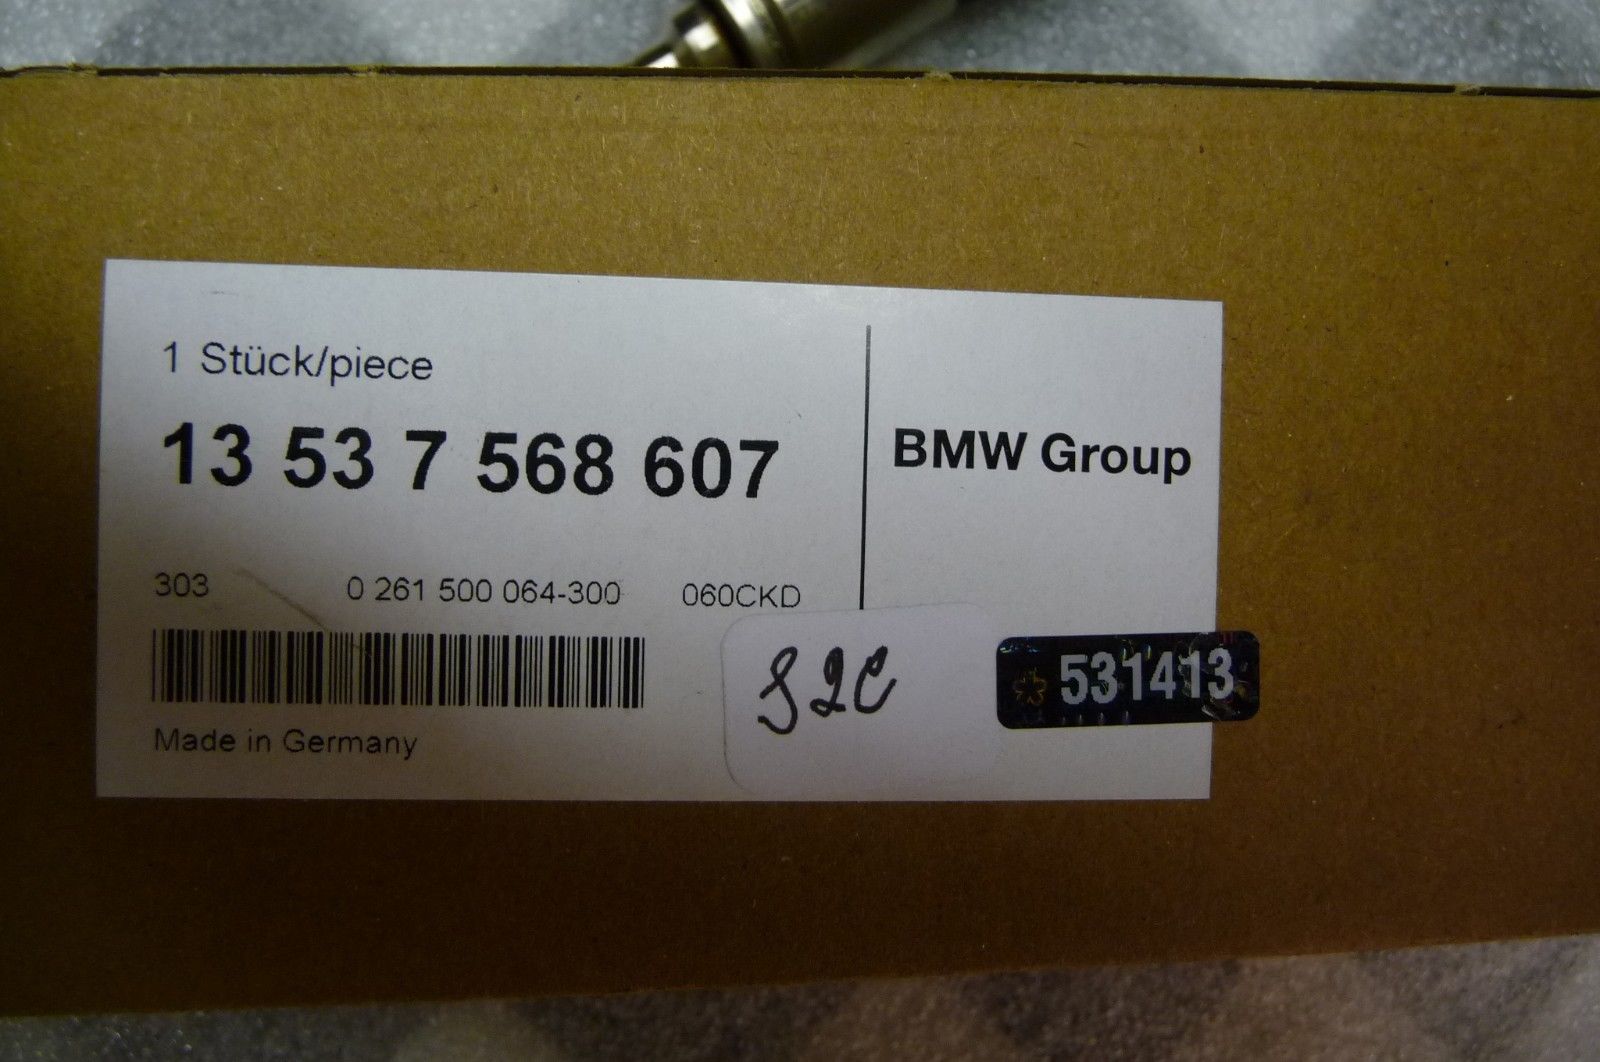 1 Stück/piece
13 53 7 568 607
BMW Group
303 0 261 500 064-300 060CKD
Made in Germany
531413